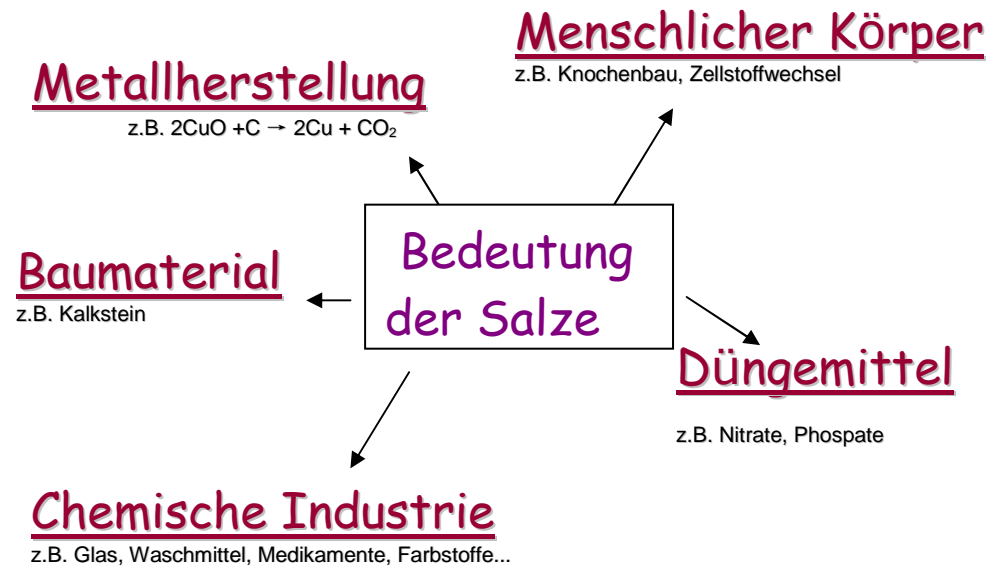 Menschlicher Körper
z.B. Knochenbau, Zellstoffwechsel
Metallherstellung
z.B. 2CuO +C → 2Cu + CO₂
Bedeutung
der Salze
Baumaterial
z.B. Kalkstein
Düngemittel
z.B. Nitrate, Phospate
Chemische Industrie
z.B. Glas, Waschmittel, Medikamente, Farbstoffe...